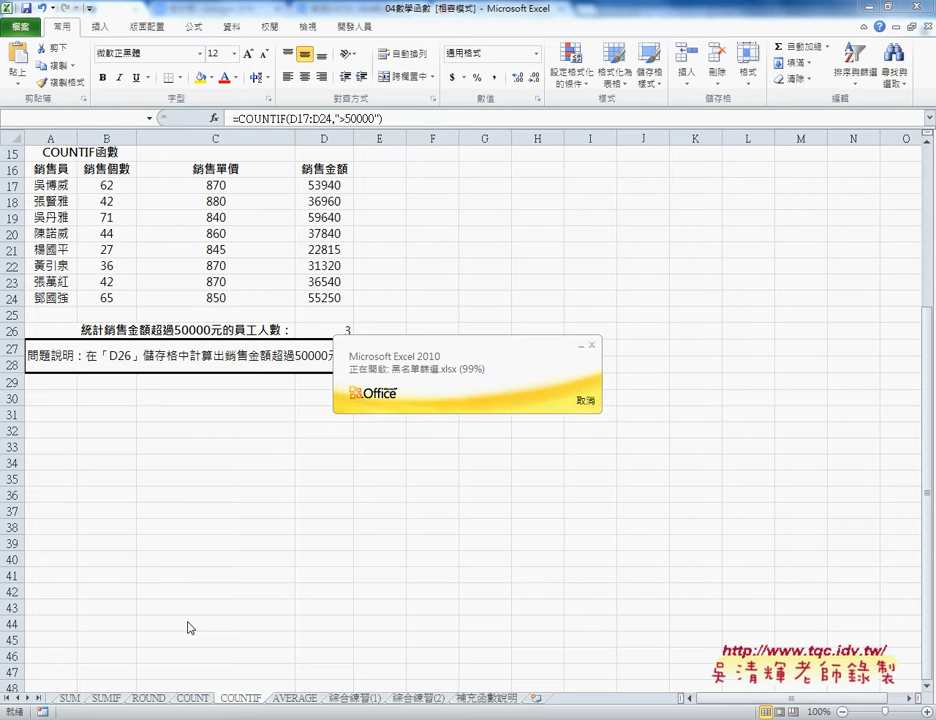 04數學函數 [相容模式] - Microsoft Excel
檔案 常用 插入 版面配置 公式 資料 校閱 檢視 開發人員
剪下 微軟正黑體 12 自動換列 通用格式 自動加總
複製 填滿
貼上 複製格式 B I U 跨欄置中 $ % , 設定格式化的條件 格式化為表格 儲存格樣式 插入 刪除 格式 清除 排序與篩選 尋找與選取
剪貼簿 字型 對齊方式 數值 樣式 儲存格 編輯
fx =COUNTIF(D17:D24,">50000")
A B C D E F G H I J K L M N O
15 COUNTIF函數
16 銷售員 銷售個數 銷售單價 銷售金額
17 吳博威 62 870 53940
18 張賢雅 42 880 36960
19 吳丹雅 71 840 59640
20 陳諾威 44 860 37840
21 楊國平 27 845 22815
22 黃引泉 36 870 31320
23 張萬紅 42 870 36540
24 鄧國強 65 850 55250
25
26 統計銷售金額超過50000元的員工人數： 3
27
問題說明：在「D26」儲存格中計算出銷售金額超過50000元
28
Microsoft Excel 2010
正在開啟: 黑名單篩選.xlsx (99%)
Office
取消
29
30
31
32
33
34
35
36
37
38
39
40
41
42
43
44
45
46
47
48
http://www.tqc.idv.tw/
吳清輝老師錄製
SUM SUMIF ROUND COUNT COUNTIF AVERAGE 綜合練習(1) 綜合練習(2) 補充函數說明
就緒 100%